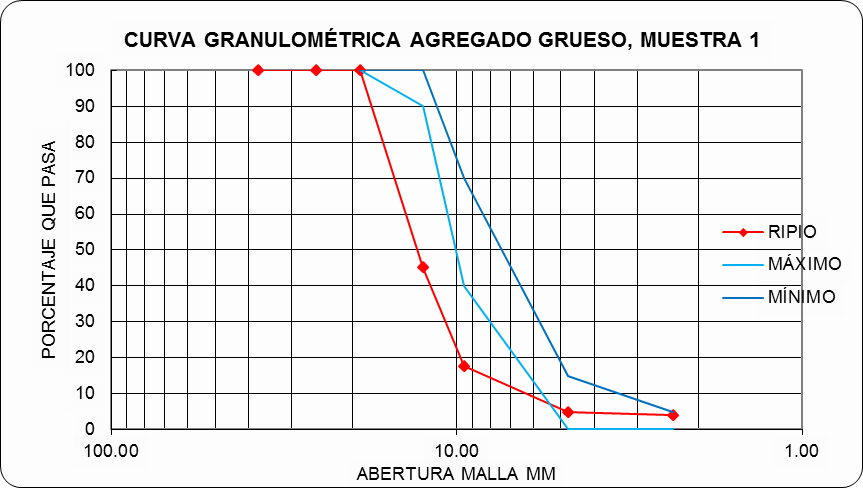 CURVA GRANULOMÉTRICA AGREGADO GRUESO, MUESTRA 1
PORCENTAJE QUE PASA
100
90
80
70
60
50
40
30
20
10
0
100.00 10.00 1.00
ABERTURA MALLA MM
RIPIO
MÁXIMO
MÍNIMO